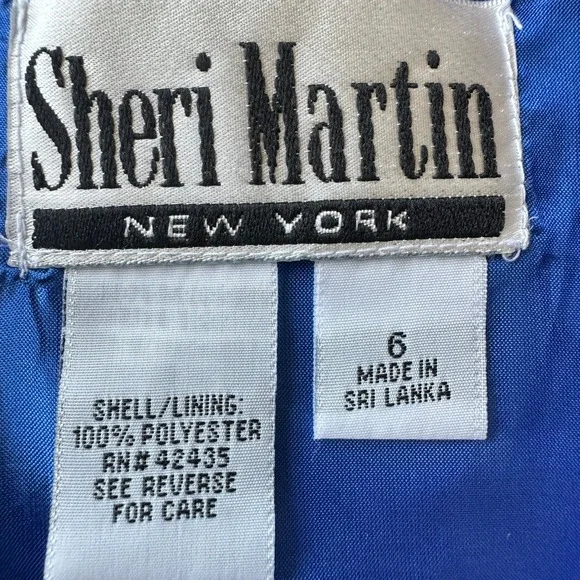 Sheri Martin
NEW YORK
SHELL/LINING:
100% POLYESTER
RN# 42435
SEE REVERSE
FOR CARE
6
MADE IN
SRI LANKA